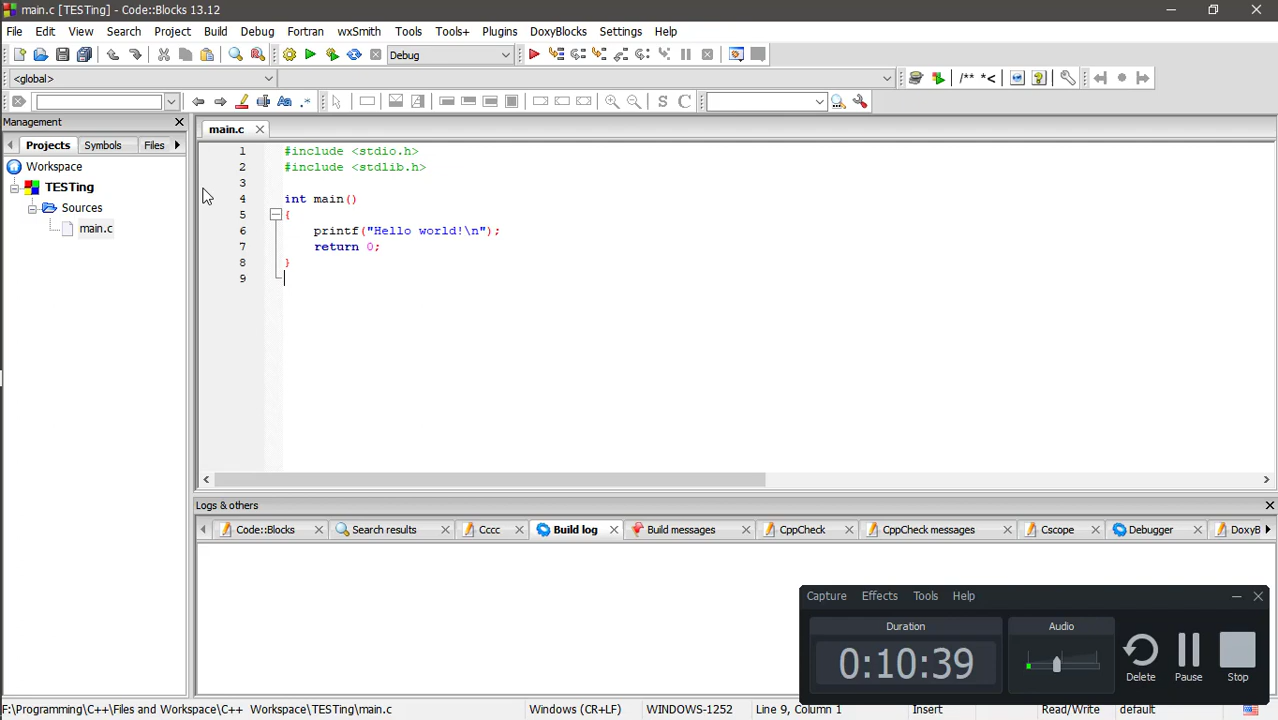 main.c [TESTing] - Code::Blocks 13.12
File Edit View Search Project Build Debug Fortran wxSmith Tools Tools+ Plugins DoxyBlocks Settings Help
Debug
<global>
/** *<
Aa .*
S C
Management
Projects Symbols Files
Workspace
TESTing
Sources
main.c
main.c
1 #include <stdio.h>
2 #include <stdlib.h>
3
4 int main()
5 {
6 printf("Hello world!\n");
7 return 0;
8 }
9
Logs & others
Code::Blocks Search results Cccc Build log Build messages CppCheck CppCheck messages Cscope Debugger DoxyB
Capture Effects Tools Help
Duration Audio
0:10:39
Delete Pause Stop
F:\Programming\C++\Files and Workspace\C++ Workspace\TESTing\main.c Windows (CR+LF) WINDOWS-1252 Line 9, Column 1 Insert Read/Write default